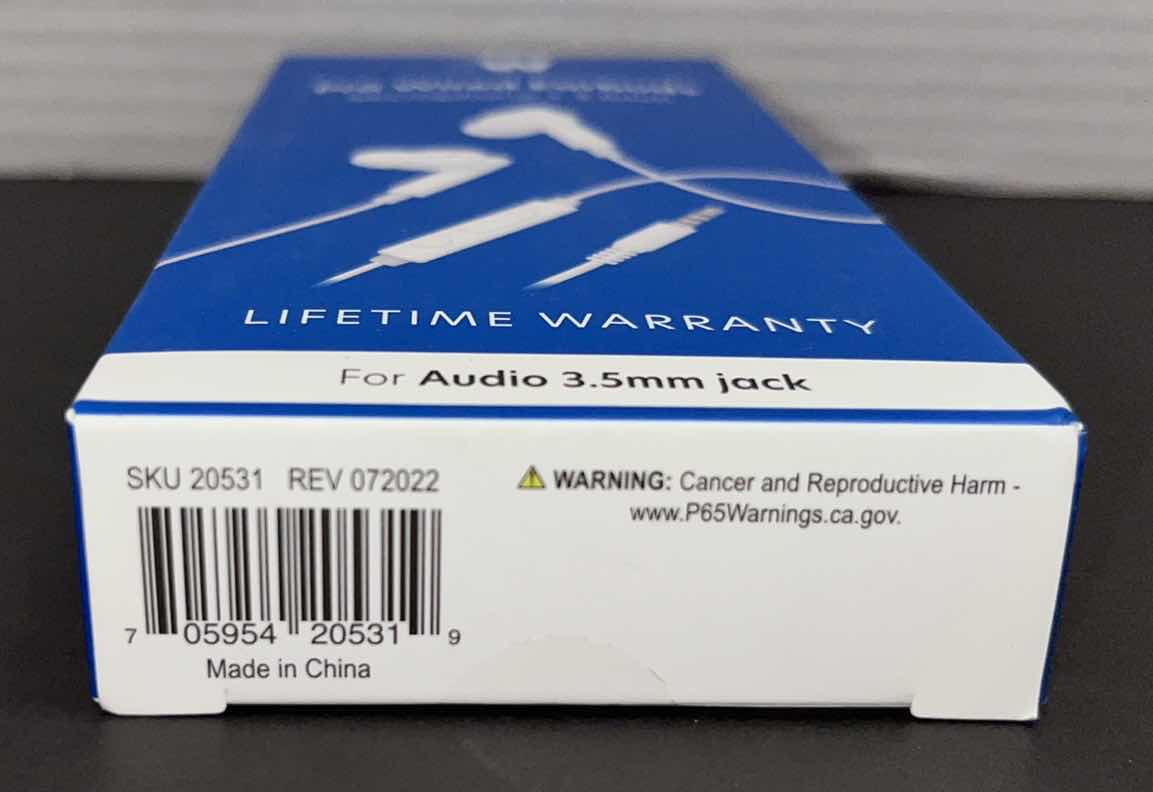 LIFETIME WARRANTY
For Audio 3.5mm jack
SKU 20531 REV 072022
⚠ WARNING: Cancer and Reproductive Harm -
www.P65Warnings.ca.gov.
7 05954 20531 9
Made in China